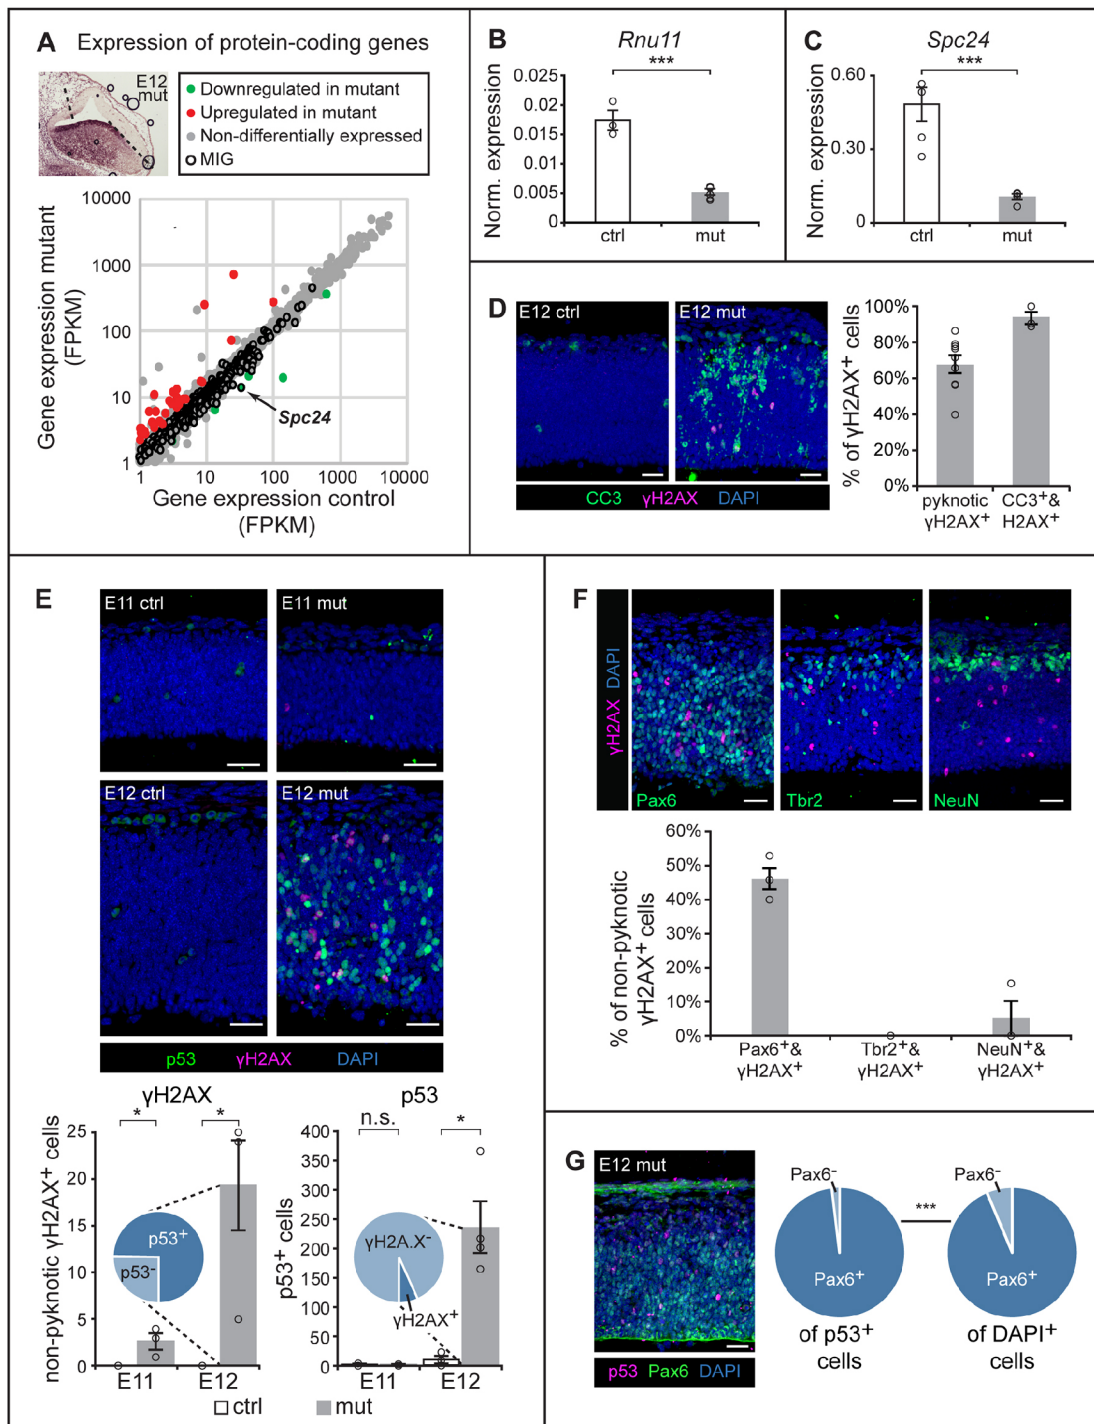 A
Expression of protein-coding genes
E12
mut
Downregulated in mutant
Upregulated in mutant
Non-differentially expressed
MIG
Gene expression mutant
(FPKM)
10000
1000
100
10
1
Spc24
1
10
100
1000
10000
Gene expression control
(FPKM)
B
Rnu11
***
Norm. expression
0.025
0.02
0.015
0.01
0.005
0
ctrl
mut
C
Spc24
***
Norm. expression
0.60
0.30
0
ctrl
mut
D
E12 ctrl
E12 mut
CC3 γH2AX DAPI
% of γH2AX+ cells
100%
80%
60%
40%
20%
0%
pyknotic
γH2AX+
CC3+&
H2AX+
E
E11 ctrl
E11 mut
E12 ctrl
E12 mut
p53 γH2AX DAPI
γH2AX
non-pyknotic γH2AX+ cells
25
20
15
10
5
0
*
*
p53+
p53-
E11
E12
p53
p53+ cells
400
350
300
250
200
150
100
50
0
n.s.
*
γH2A.X-
γH2AX+
E11
E12
ctrl
mut
F
γH2AX DAPI
Pax6
Tbr2
NeuN
% of non-pyknotic
γH2AX+ cells
60%
50%
40%
30%
20%
10%
0%
Pax6+&
γH2AX+
Tbr2+&
γH2AX+
NeuN+&
γH2AX+
G
E12 mut
p53 Pax6 DAPI
Pax6-
Pax6+
of p53+
cells
***
Pax6-
Pax6+
of DAPI+
cells